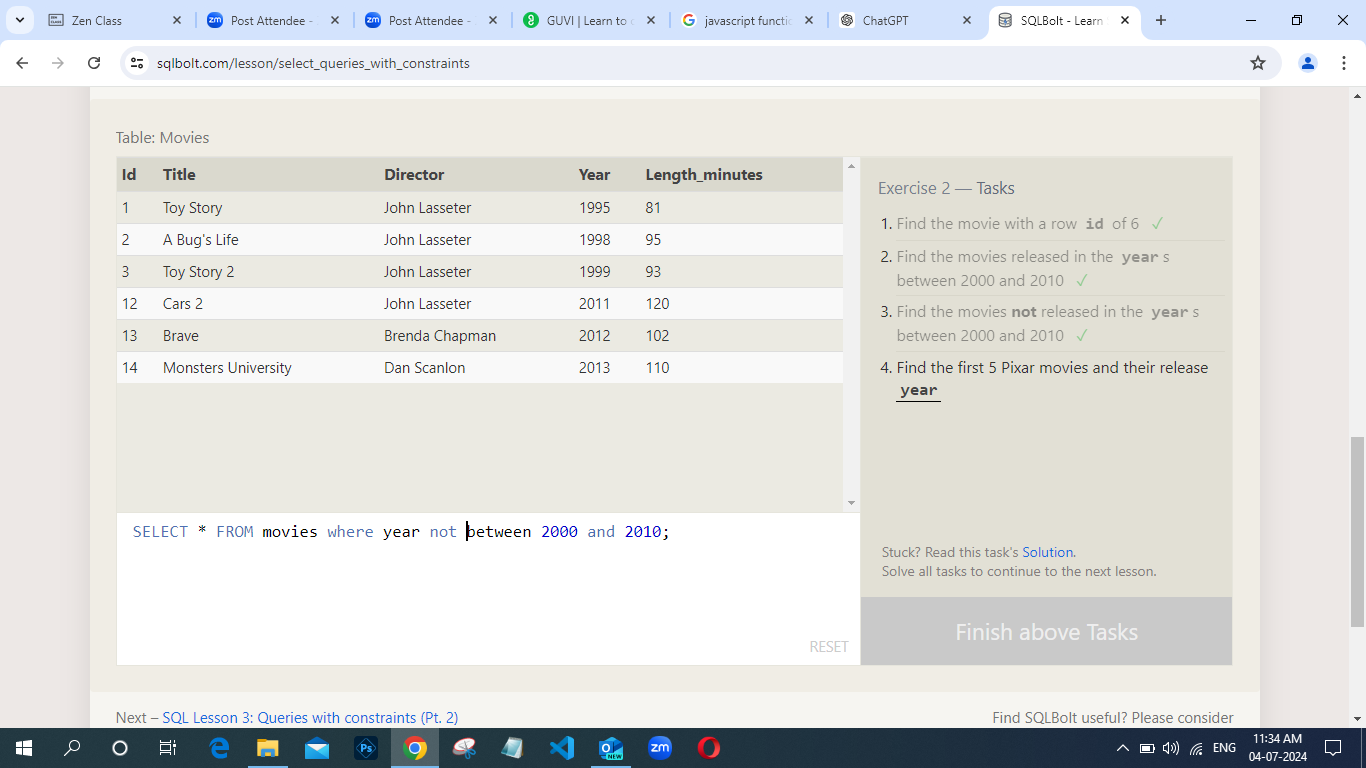 Zen Class
Post Attendee -
Post Attendee -
GUVI | Learn to c
javascript functio
ChatGPT
SQLBolt - Learn S
sqlbolt.com/lesson/select_queries_with_constraints
Table: Movies
Id Title Director Year Length_minutes
1 Toy Story John Lasseter 1995 81
2 A Bug's Life John Lasseter 1998 95
3 Toy Story 2 John Lasseter 1999 93
12 Cars 2 John Lasseter 2011 120
13 Brave Brenda Chapman 2012 102
14 Monsters University Dan Scanlon 2013 110
SELECT * FROM movies where year not between 2000 and 2010;
RESET
Exercise 2 — Tasks
1. Find the movie with a row id of 6 ✓
2. Find the movies released in the year s
between 2000 and 2010 ✓
3. Find the movies not released in the year s
between 2000 and 2010 ✓
4. Find the first 5 Pixar movies and their release
year
Stuck? Read this task's Solution.
Solve all tasks to continue to the next lesson.
Finish above Tasks
Next – SQL Lesson 3: Queries with constraints (Pt. 2)
Find SQLBolt useful? Please consider
ENG
11:34 AM
04-07-2024